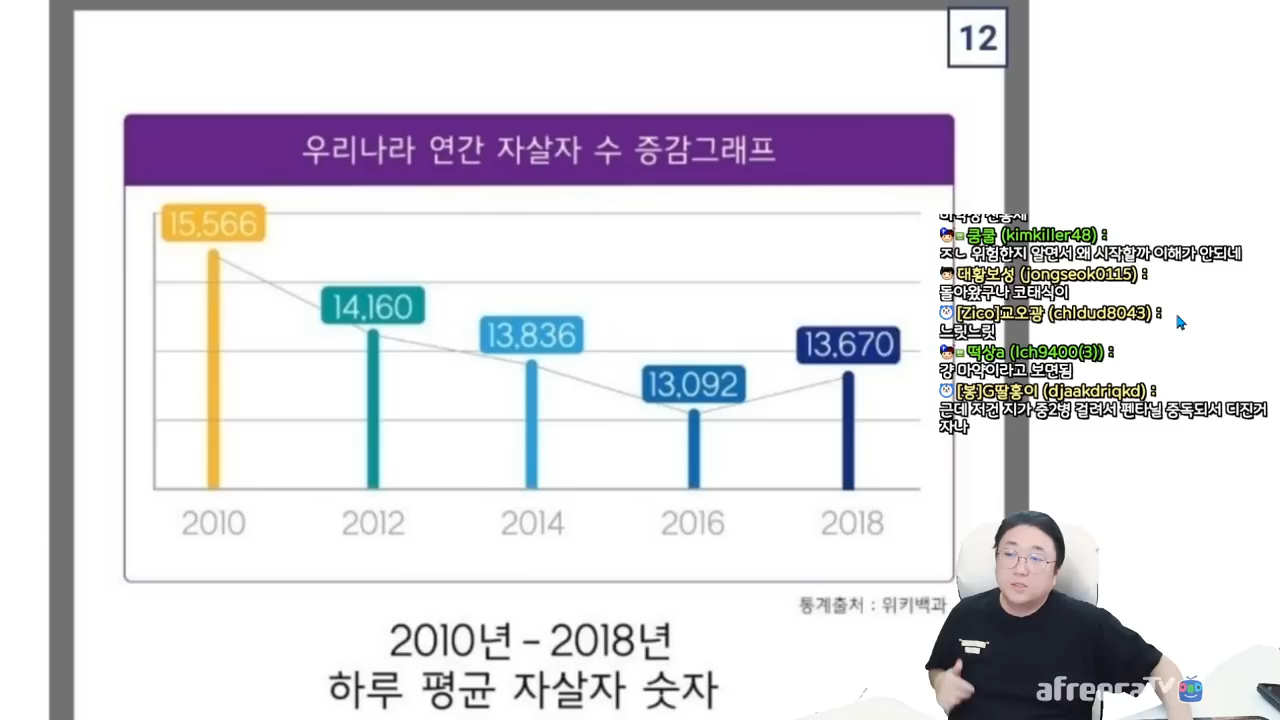 12
우리나라 연간 자살자 수 증감그래프
15,566
14,160
13,836
13,092
13,670
2010
2012
2014
2016
2018
통계출처 : 위키백과
2010년 – 2018년
하루 평균 자살자 숫자
쿵쿨 (kimkiller48) :
ㅈㄴ 위험한지 알면서 왜 시작할까 이해가 안되네
대황보성 (jongseok0115) :
돌아왔구나 코태식이
[Zico]교오광 (chldud8043) :
느릿느릿
떡상a (lch9400(3)) :
걍 마약이라고 보면됨
[봉]G딸홍이 (djaakdriqkd) :
근데 저건 지가 중2병 걸려서 펜타닐 중독되서 디진거
자나
afreecaTV